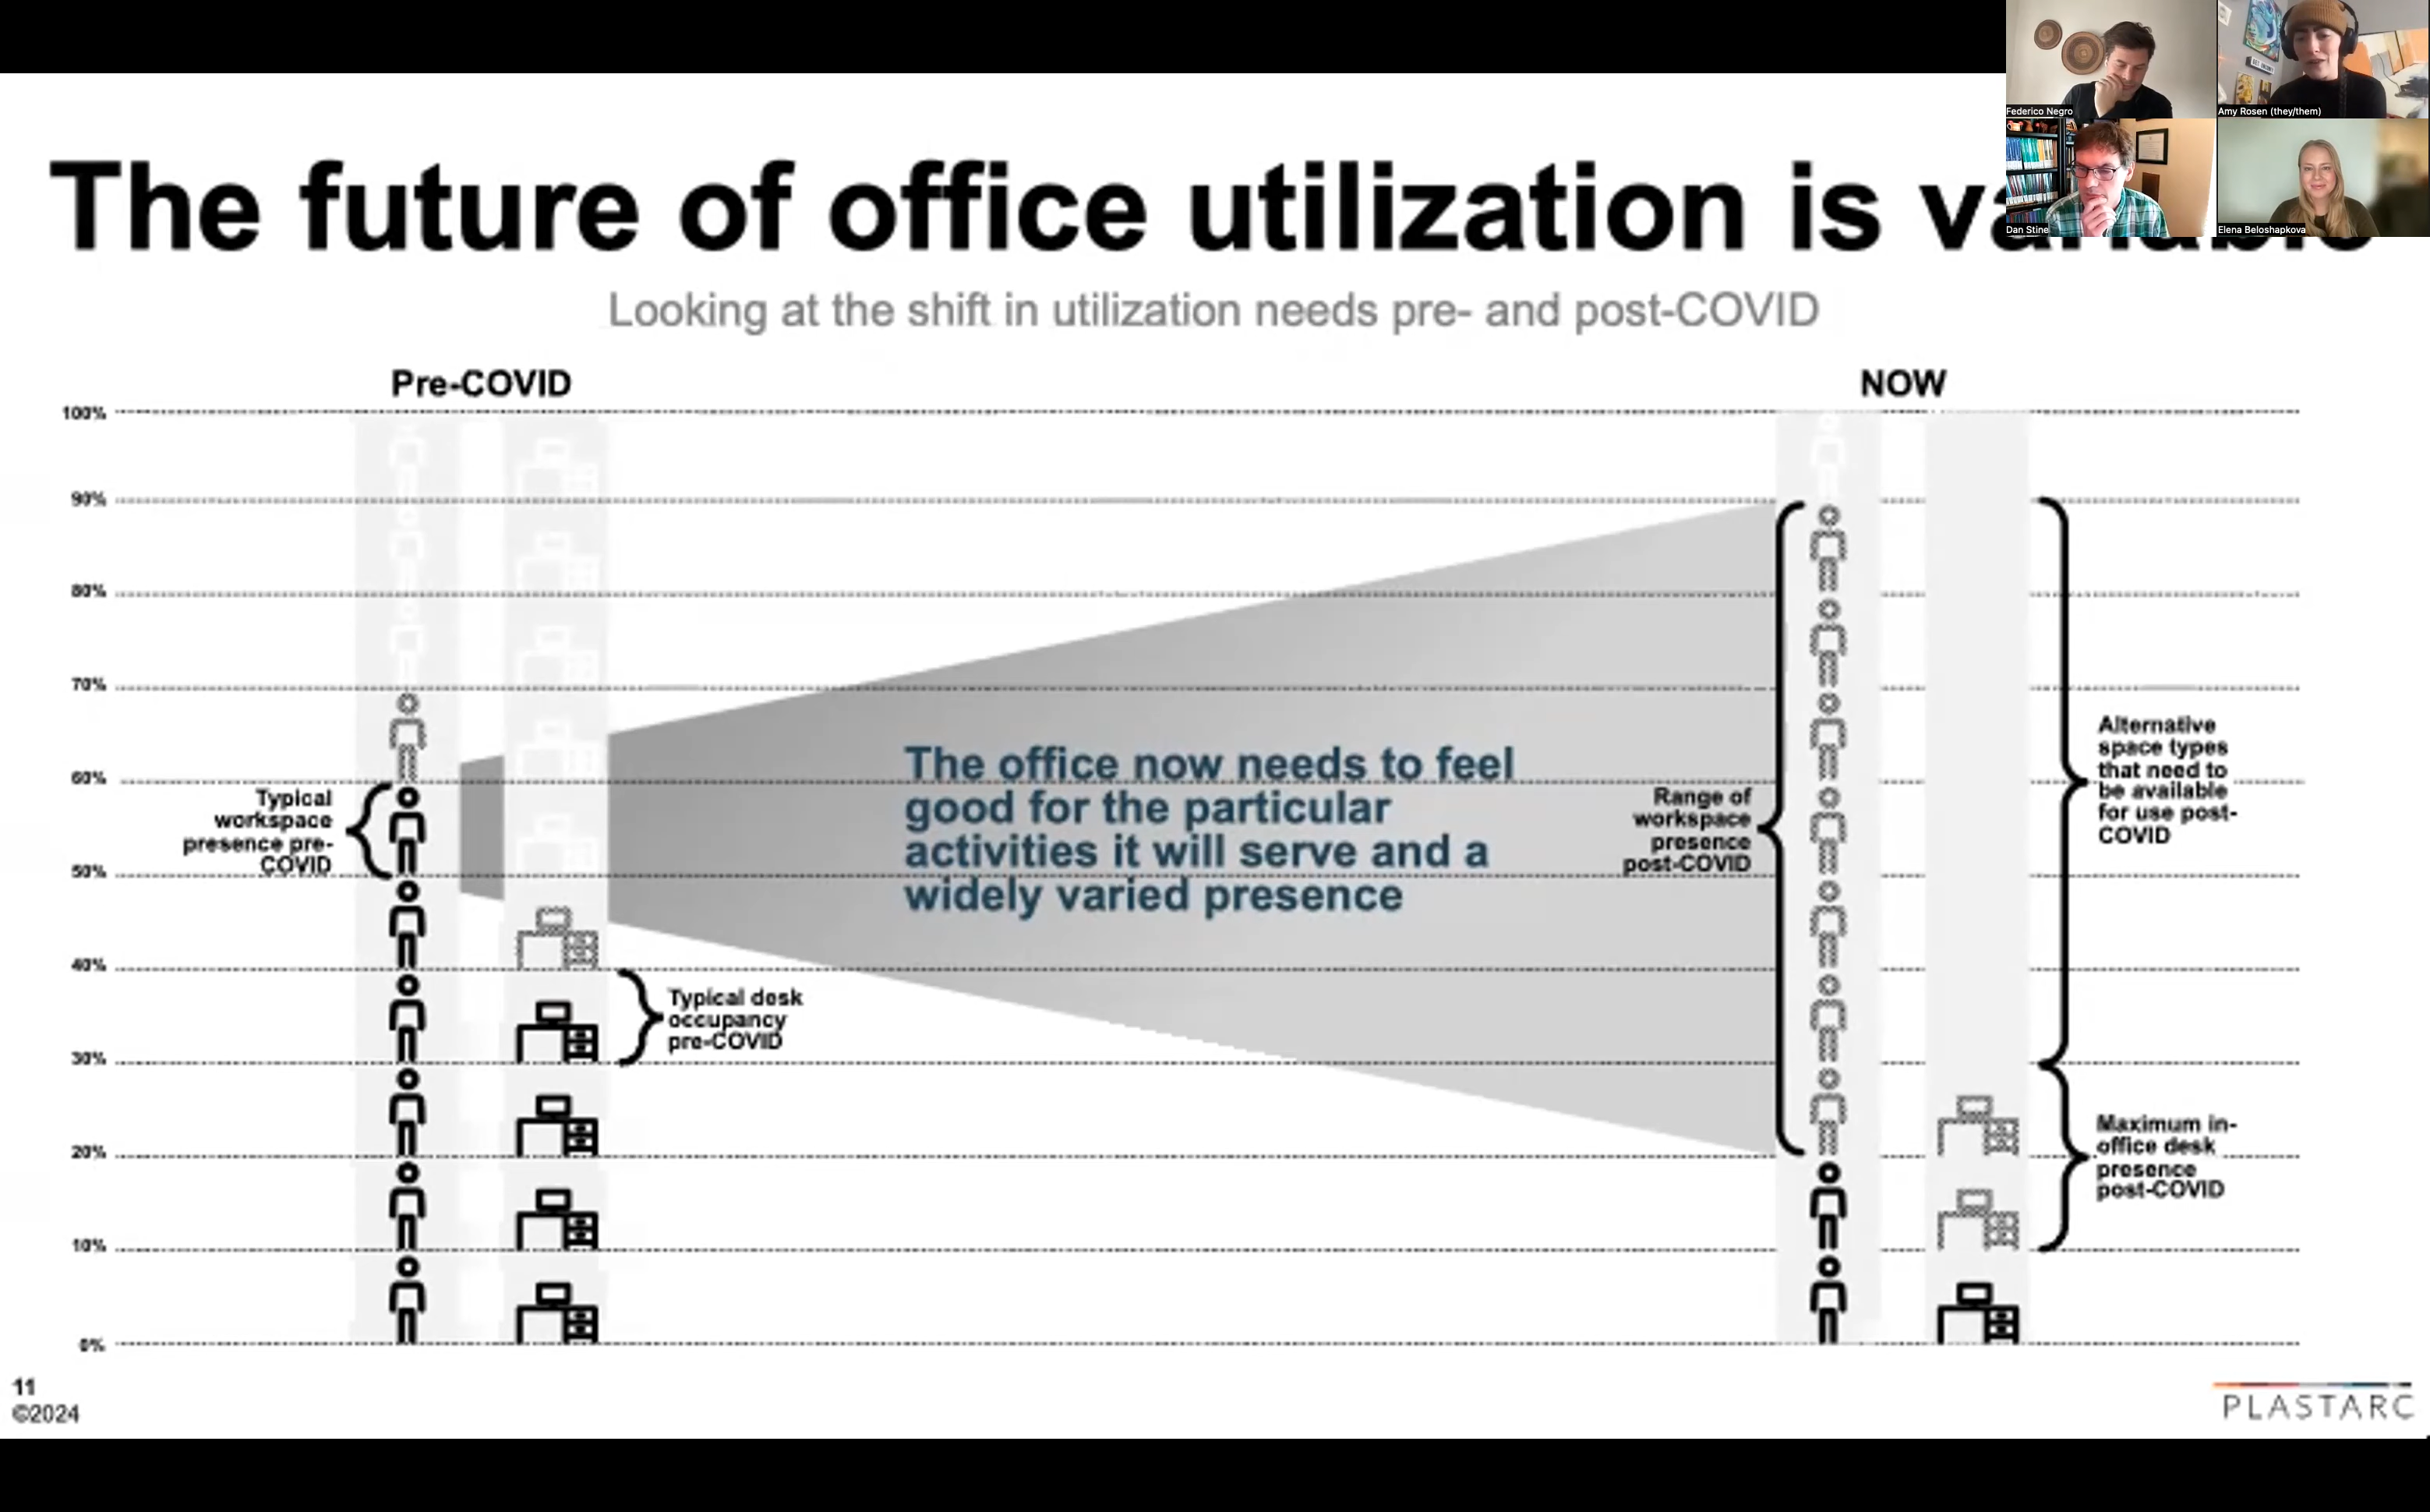 Federico Negro
Amy Rosen (they/them)
Dan Stine
Elena Beloshapkova
The future of office utilization is variable
Looking at the shift in utilization needs pre- and post-COVID
Pre-COVID
NOW
100%
90%
80%
70%
60%
50%
40%
30%
20%
10%
0%
Typical
workspace
presence pre-
COVID
Typical desk
occupancy
pre-COVID
The office now needs to feel
good for the particular
activities it will serve and a
widely varied presence
Range of
workspace
presence
post-COVID
Alternative
space types
that need to
be available
for use post-
COVID
Maximum in-
office desk
presence
post-COVID
11
©2024
PLASTARC